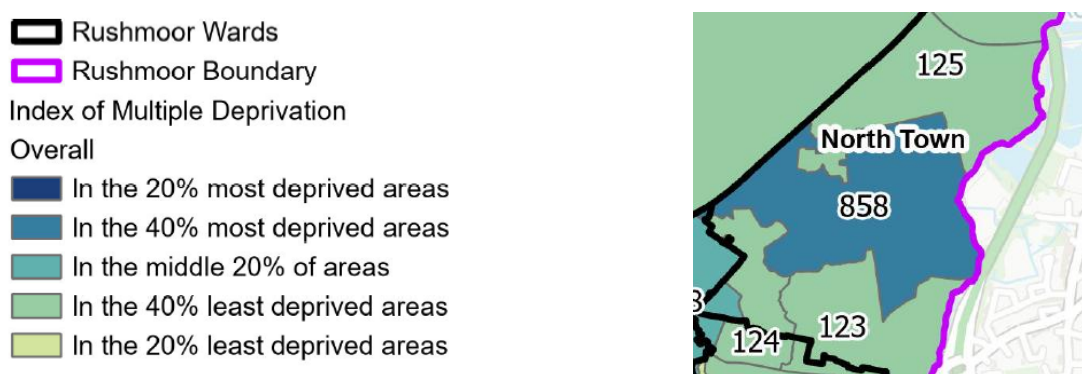 Rushmoor Wards
Rushmoor Boundary
Index of Multiple Deprivation
Overall
In the 20% most deprived areas
In the 40% most deprived areas
In the middle 20% of areas
In the 40% least deprived areas
In the 20% least deprived areas
125
North Town
858
123
124